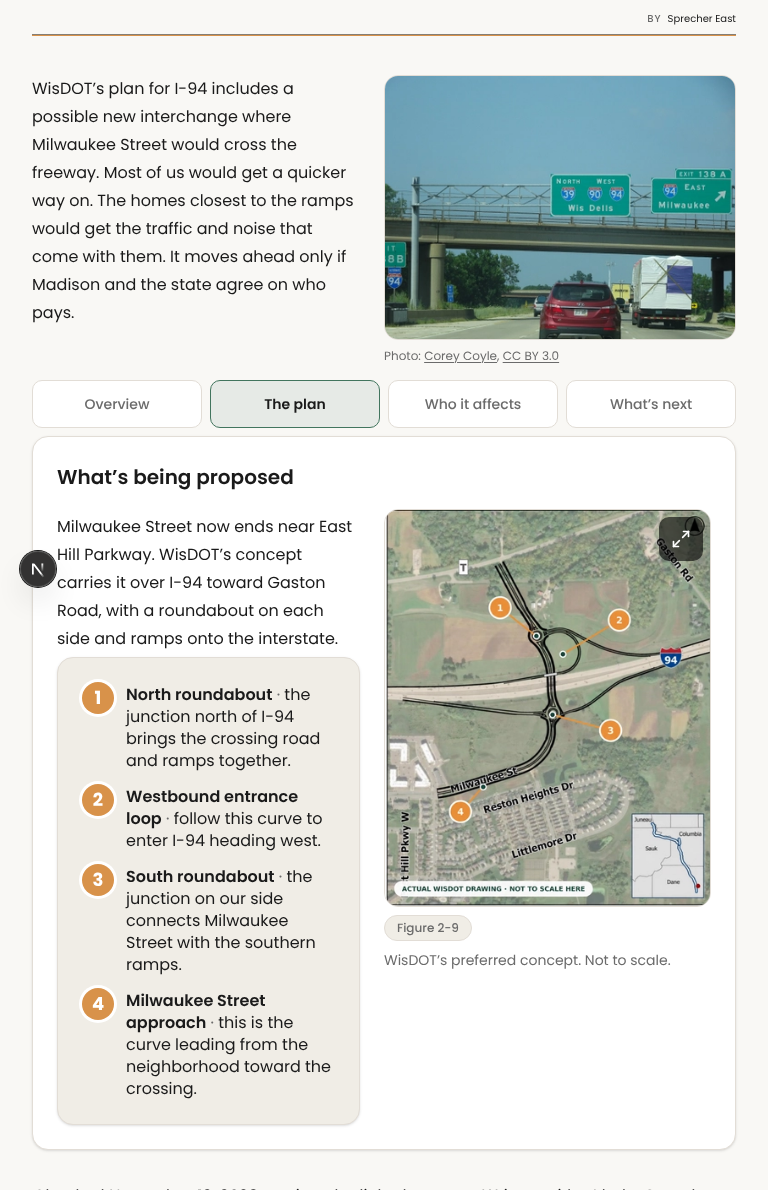 BY Sprecher East
WisDOT’s plan for I-94 includes a
possible new interchange where
Milwaukee Street would cross the
freeway. Most of us would get a quicker
way on. The homes closest to the ramps
would get the traffic and noise that
come with them. It moves ahead only if
Madison and the state agree on who
pays.
NORTH WEST
39 90 94
Wis Dells
EXIT 138 A
94 EAST
Milwaukee
94
Photo: Corey Coyle, CC BY 3.0
Overview
The plan
Who it affects
What’s next
What’s being proposed
Milwaukee Street now ends near East
Hill Parkway. WisDOT’s concept
carries it over I-94 toward Gaston
Road, with a roundabout on each
side and ramps onto the interstate.
N
1 North roundabout · the
junction north of I-94
brings the crossing road
and ramps together.
2 Westbound entrance
loop · follow this curve to
enter I-94 heading west.
3 South roundabout · the
junction on our side
connects Milwaukee
Street with the southern
ramps.
4 Milwaukee Street
approach · this is the
curve leading from the
neighborhood toward the
crossing.
Gaston Rd
T
1
2
94
3
Milwaukee St
4
Reston Heights Dr
Littlemore Dr
t Hill Pkwy W
Juneau
Columbia
Sauk
Dane
ACTUAL WISDOT DRAWING · NOT TO SCALE HERE
Figure 2-9
WisDOT’s preferred concept. Not to scale.